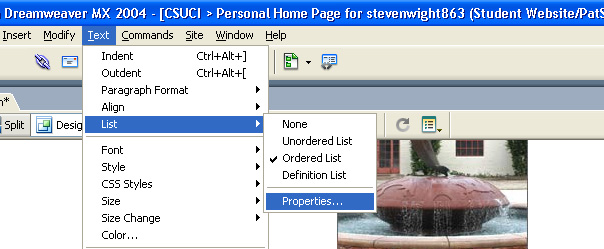 Dreamweaver MX 2004 - [CSUCI > Personal Home Page for stevenwight863 (Student Website/PatS
Insert Modify Text Commands Site Window Help
Indent Ctrl+Alt+]
Outdent Ctrl+Alt+[
Paragraph Format
Align
List
Font
Style
CSS Styles
Size
Size Change
Color...
None
Unordered List
Ordered List
Definition List
Properties...
Split Desig